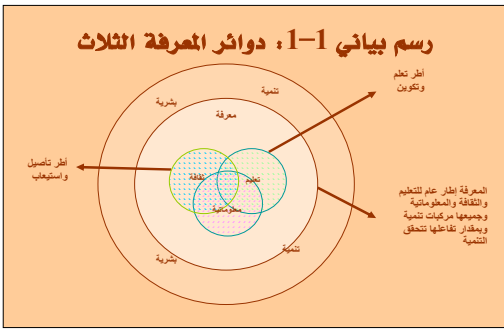 رسم بياني 1-1: دوائر المعرفة الثلاث
أطر تعلم
وتكوين
تنمية
بشرية
معرفة
أطر تأصيل
واستيعاب
ثقافة
تعليم
معلوماتية
المعرفة إطار عام للتعليم
والثقافة والمعلوماتية
وجميعها مركبات تنمية
وبمقدار تفاعلها تتحقق
التنمية
تنمية
بشرية